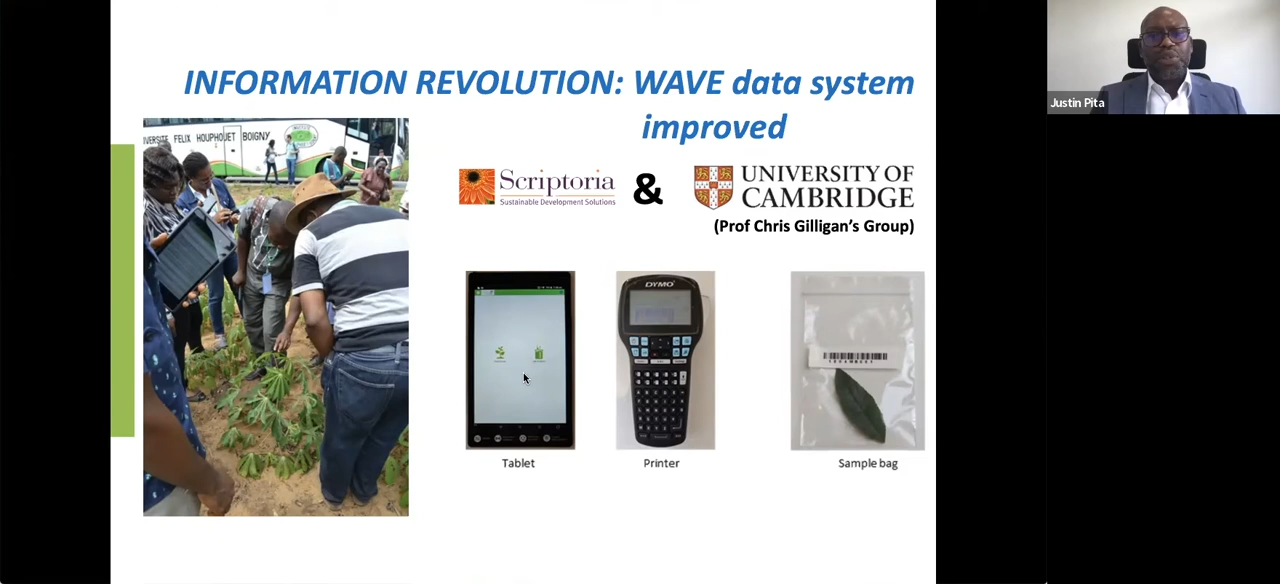 INFORMATION REVOLUTION: WAVE data system
improved
Justin Pita
IVERSITE FELIX HOUPHOUET BOIGNY
Scriptoria
Sustainable Development Solutions
&
UNIVERSITY OF
CAMBRIDGE
(Prof Chris Gilligan's Group)
DYMO
Tablet
Printer
Sample bag